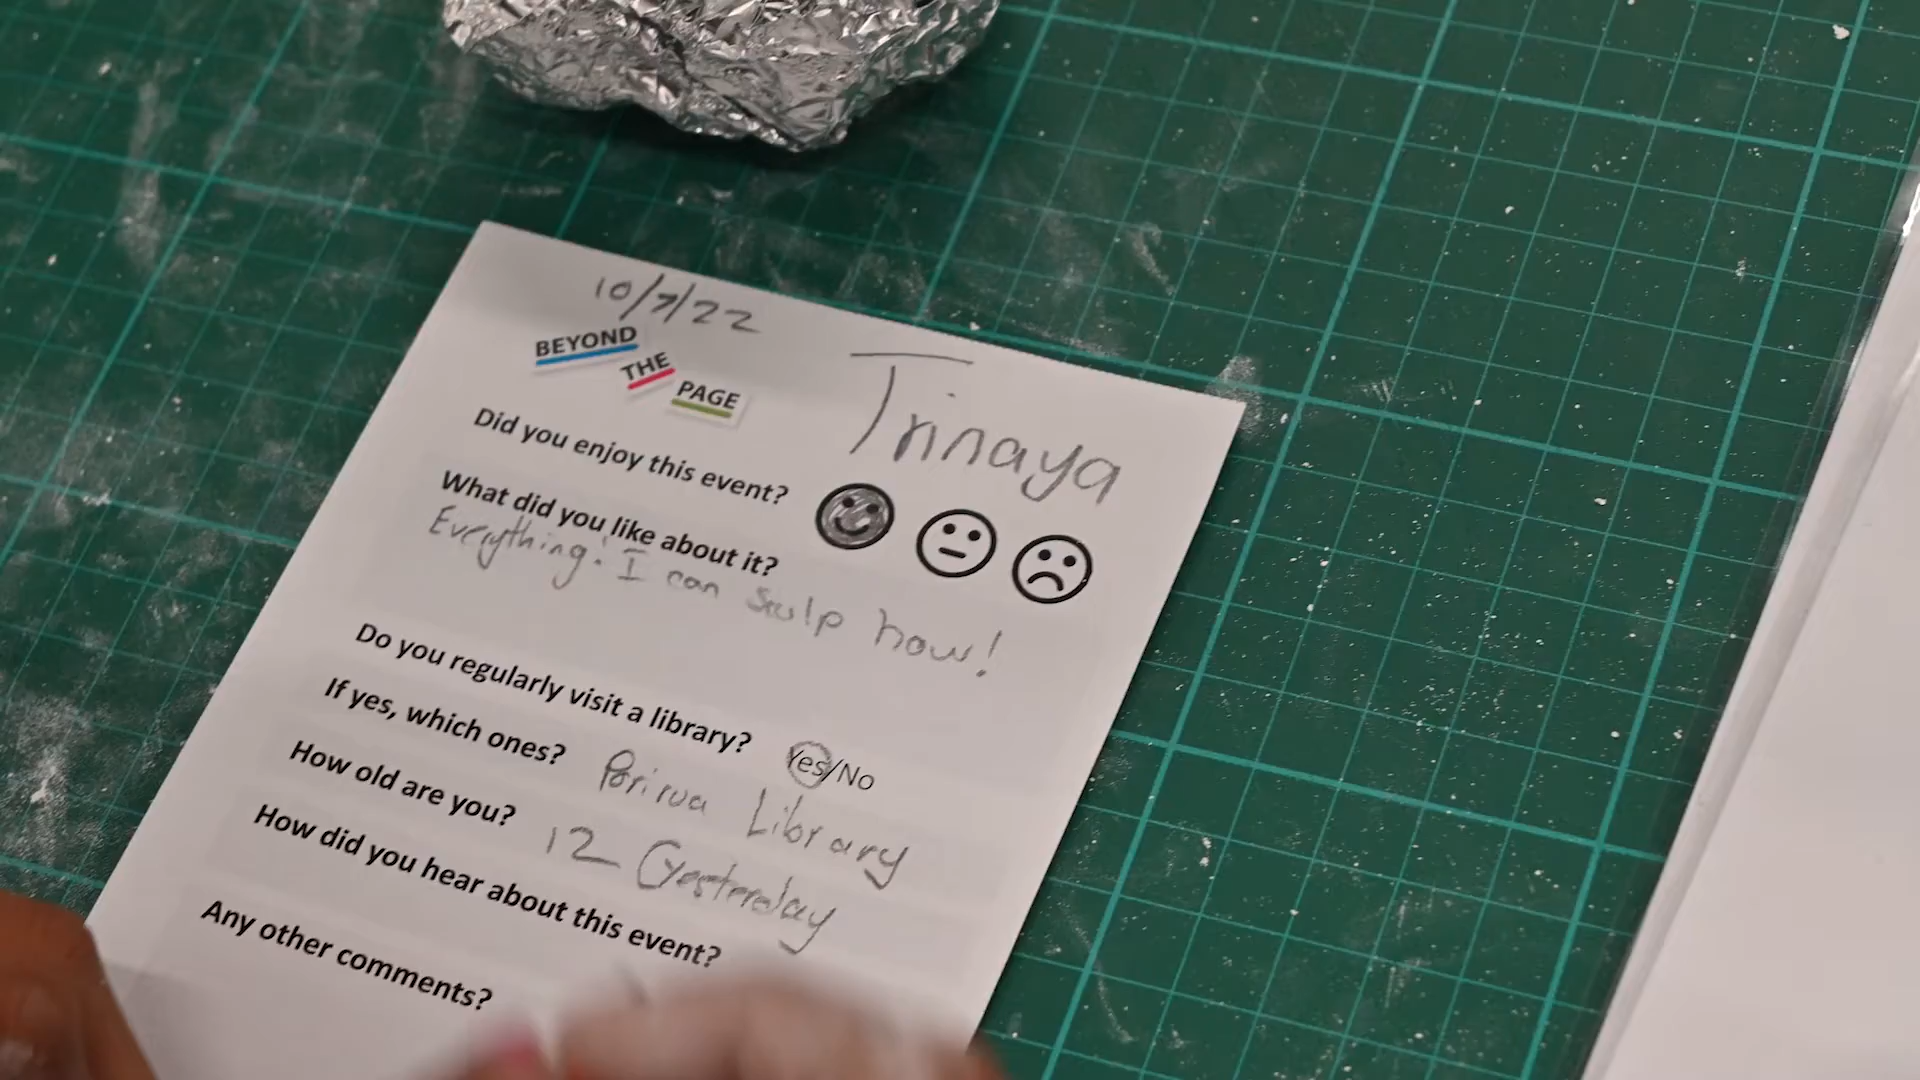 10/7/22
BEYOND
THE
PAGE
Trinaya
Did you enjoy this event?
What did you like about it?
Everything! I can sculp now!
Do you regularly visit a library? Yes/No
If yes, which ones? Porirua Library
How old are you? 12 (yesterday
How did you hear about this event?
Any other comments?